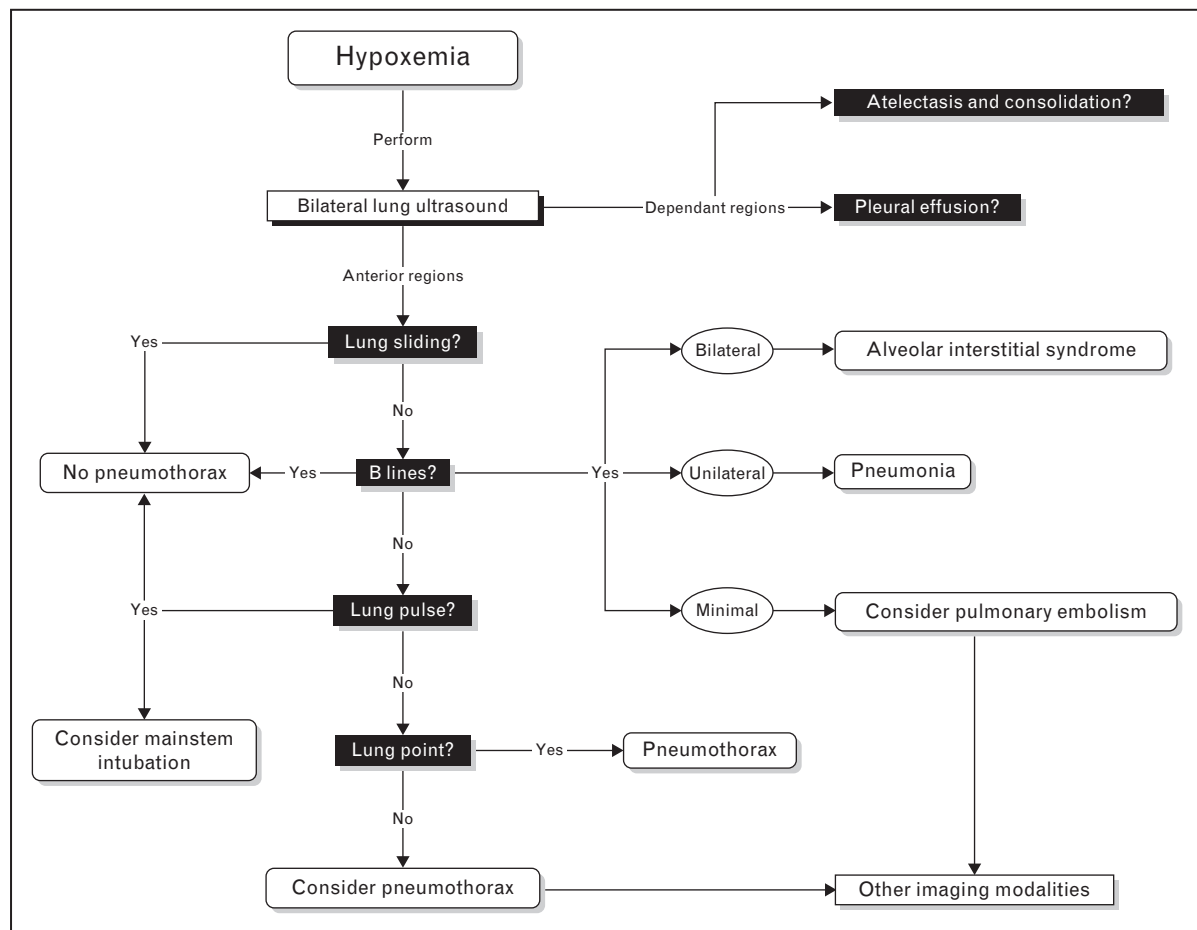 Hypoxemia
Atelectasis and consolidation?
Perform
Bilateral lung ultrasound
Dependant regions
Pleural effusion?
Anterior regions
Yes
Lung sliding?
Bilateral
Alveolar interstitial syndrome
No
No pneumothorax
Yes
B lines?
Yes
Unilateral
Pneumonia
No
Yes
Lung pulse?
Minimal
Consider pulmonary embolism
No
Consider mainstem
intubation
Lung point?
Yes
Pneumothorax
No
Consider pneumothorax
Other imaging modalities